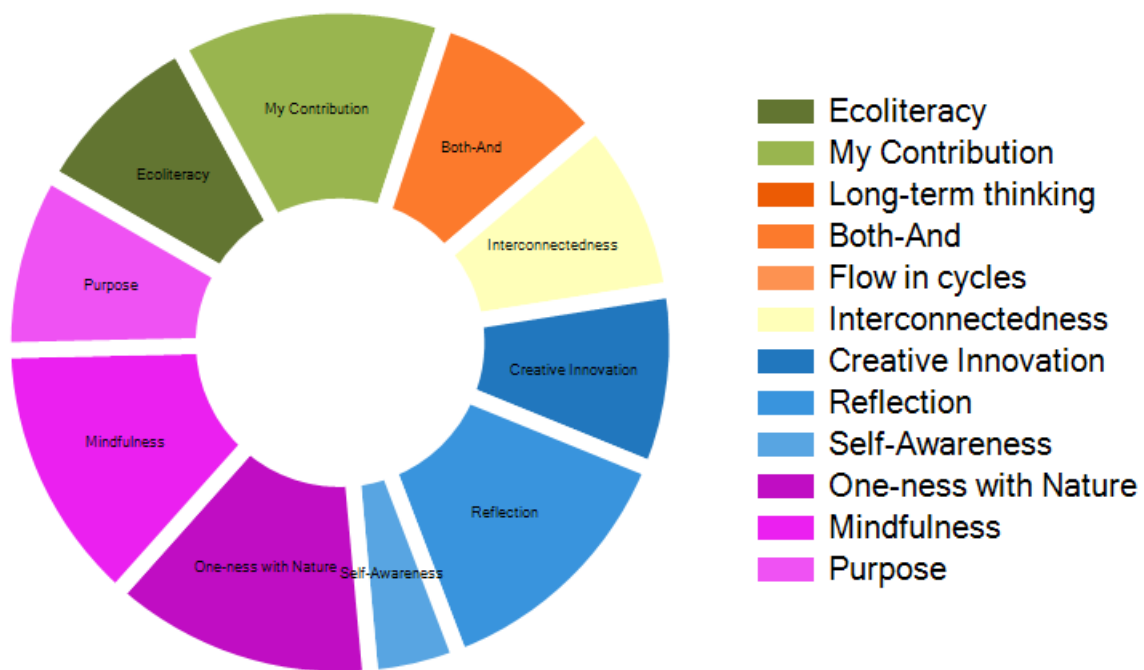 My Contribution
Both-And
Ecoliteracy
Interconnectedness
Purpose
Creative Innovation
Mindfulness
Reflection
One-ness with Nature
Self-Awareness
Ecoliteracy
My Contribution
Long-term thinking
Both-And
Flow in cycles
Interconnectedness
Creative Innovation
Reflection
Self-Awareness
One-ness with Nature
Mindfulness
Purpose